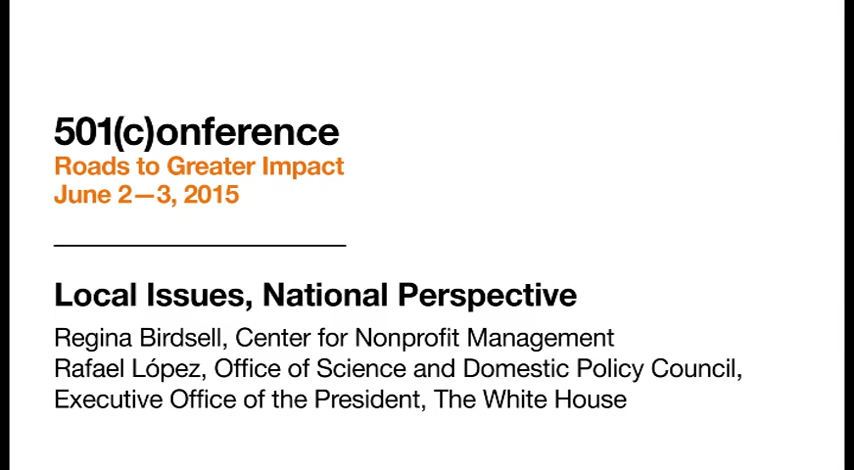 501(c)onference
Roads to Greater Impact
June 2—3, 2015
Local Issues, National Perspective
Regina Birdsell, Center for Nonprofit Management
Rafael López, Office of Science and Domestic Policy Council,
Executive Office of the President, The White House